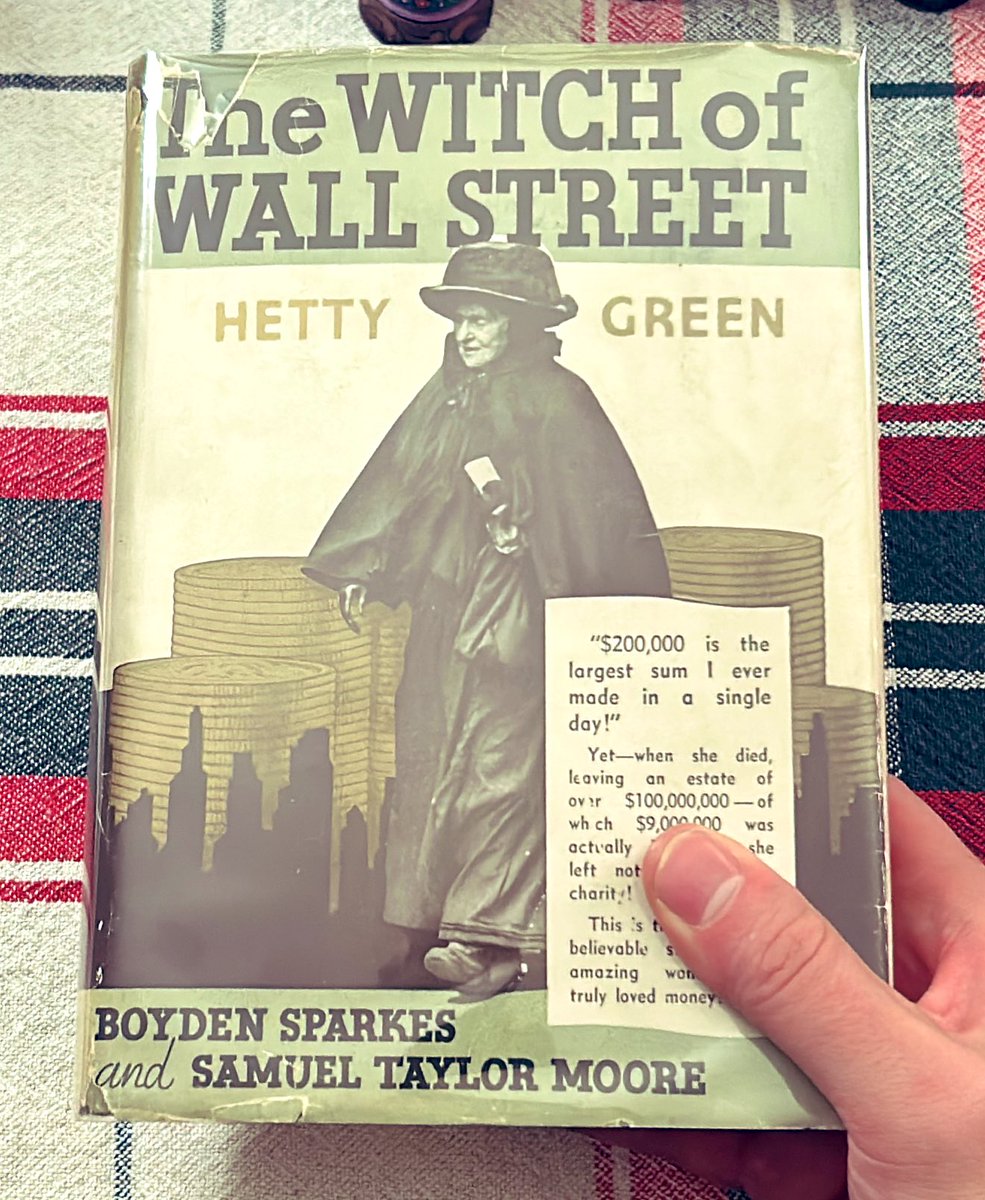 The WITCH of
WALL STREET
HETTY GREEN
"$200,000 is the
largest sum I ever
made in a single
day!"
Yet—when she died,
leaving an estate of
over $100,000,000—of
which $9,000,000 was
actually she
left
charity!
This is
believable
amazing
truly loved money
BOYDEN SPARKES
and SAMUEL TAYLOR MOORE